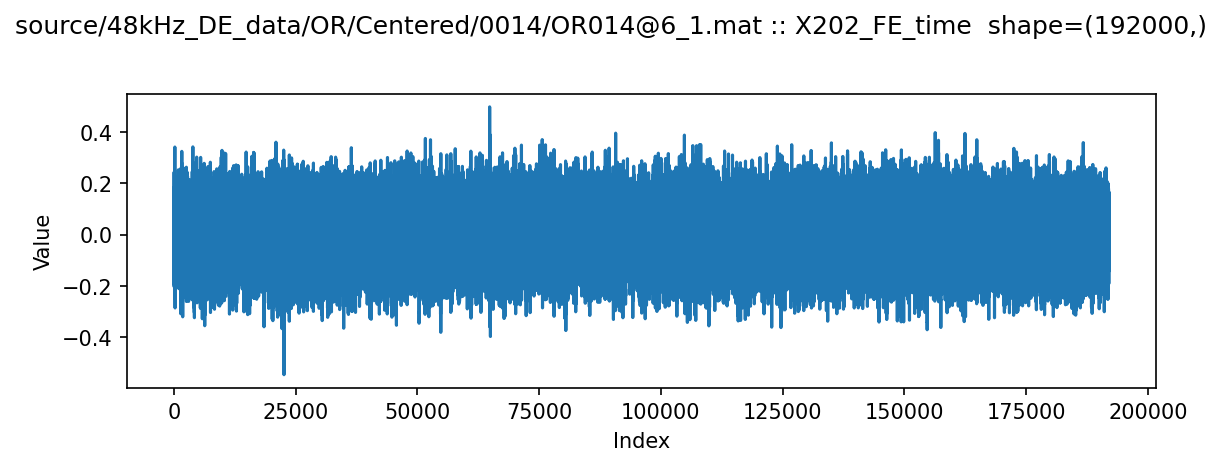 source/48kHz_DE_data/OR/Centered/0014/OR014@6_1.mat :: X202_FE_time  shape=(192000,)
0.4
0.2
0.0
−0.2
−0.4
Value
0 25000 50000 75000 100000 125000 150000 175000 200000
Index